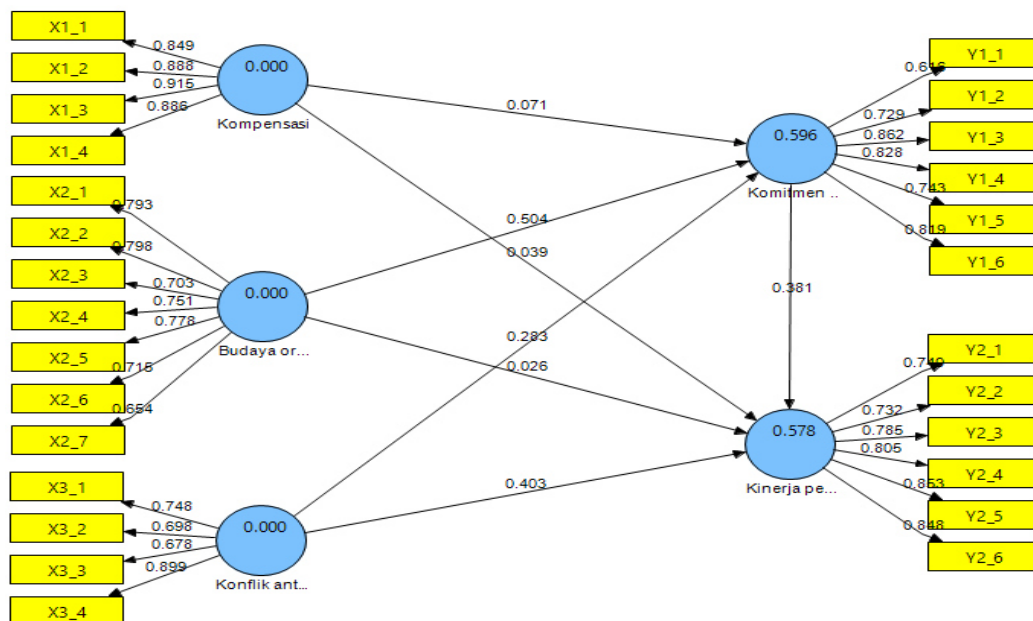 X1_1
X1_2
X1_3
X1_4
0.849
0.888
0.915
0.886
0.000
Kompensasi
X2_1
X2_2
X2_3
X2_4
X2_5
X2_6
X2_7
0.793
0.798
0.703
0.751
0.778
0.715
0.654
0.000
Budaya or...
X3_1
X3_2
X3_3
X3_4
0.748
0.698
0.678
0.899
0.000
Konflik ant...
0.071
0.504
0.039
0.283
0.026
0.403
0.381
0.596
Komitmen ..
0.578
Kinerja pe...
0.729
0.862
0.828
0.743
0.819
Y1_1
Y1_2
Y1_3
Y1_4
Y1_5
Y1_6
0.749
0.732
0.785
0.805
0.853
0.848
Y2_1
Y2_2
Y2_3
Y2_4
Y2_5
Y2_6